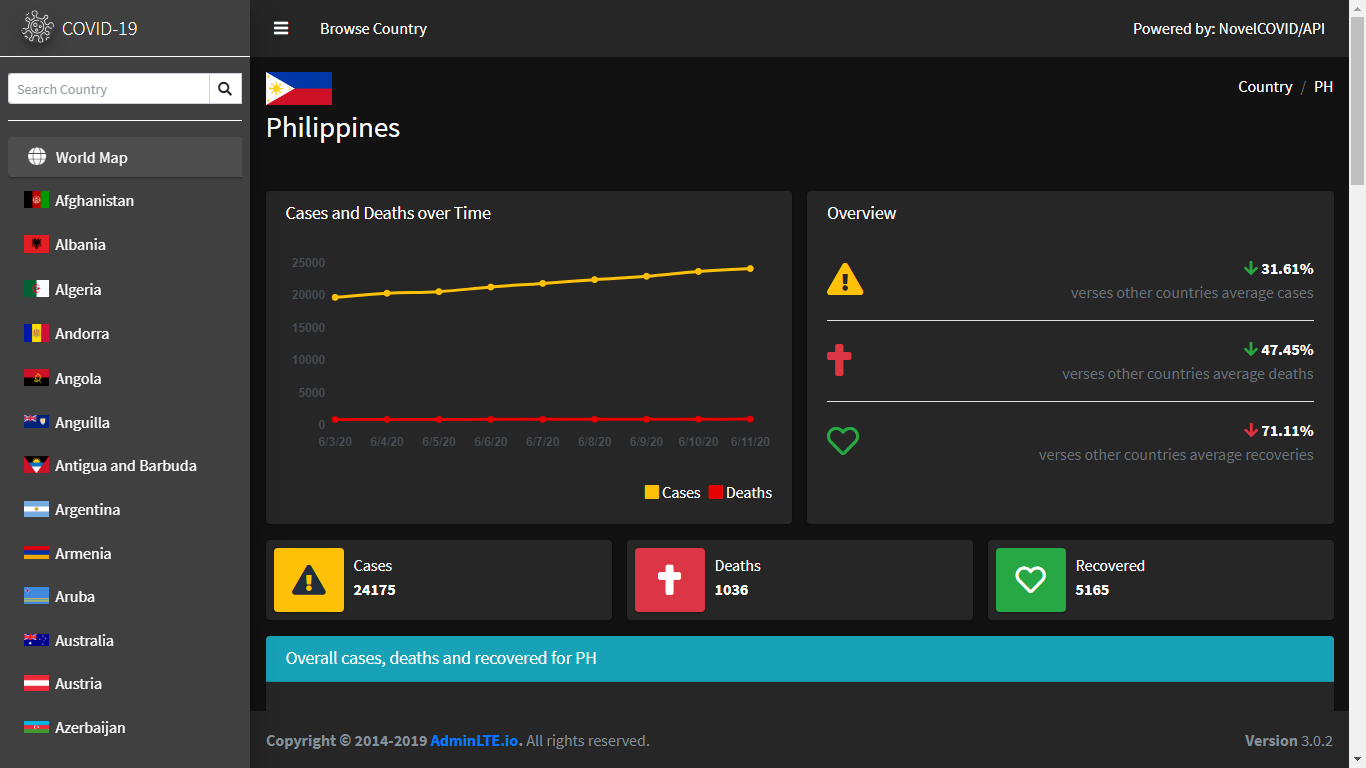 COVID-19
Browse Country
Powered by: NovelCOVID/API
Search Country
World Map
Afghanistan
Albania
Algeria
Andorra
Angola
Anguilla
Antigua and Barbuda
Argentina
Armenia
Aruba
Australia
Austria
Azerbaijan
Country / PH
Philippines
Cases and Deaths over Time
25000
20000
15000
10000
5000
0
6/3/20 6/4/20 6/5/20 6/6/20 6/7/20 6/8/20 6/9/20 6/10/20 6/11/20
Cases Deaths
Overview
31.61%
verses other countries average cases
47.45%
verses other countries average deaths
71.11%
verses other countries average recoveries
Cases
24175
Deaths
1036
Recovered
5165
Overall cases, deaths and recovered for PH
Copyright © 2014-2019 AdminLTE.io. All rights reserved.
Version 3.0.2